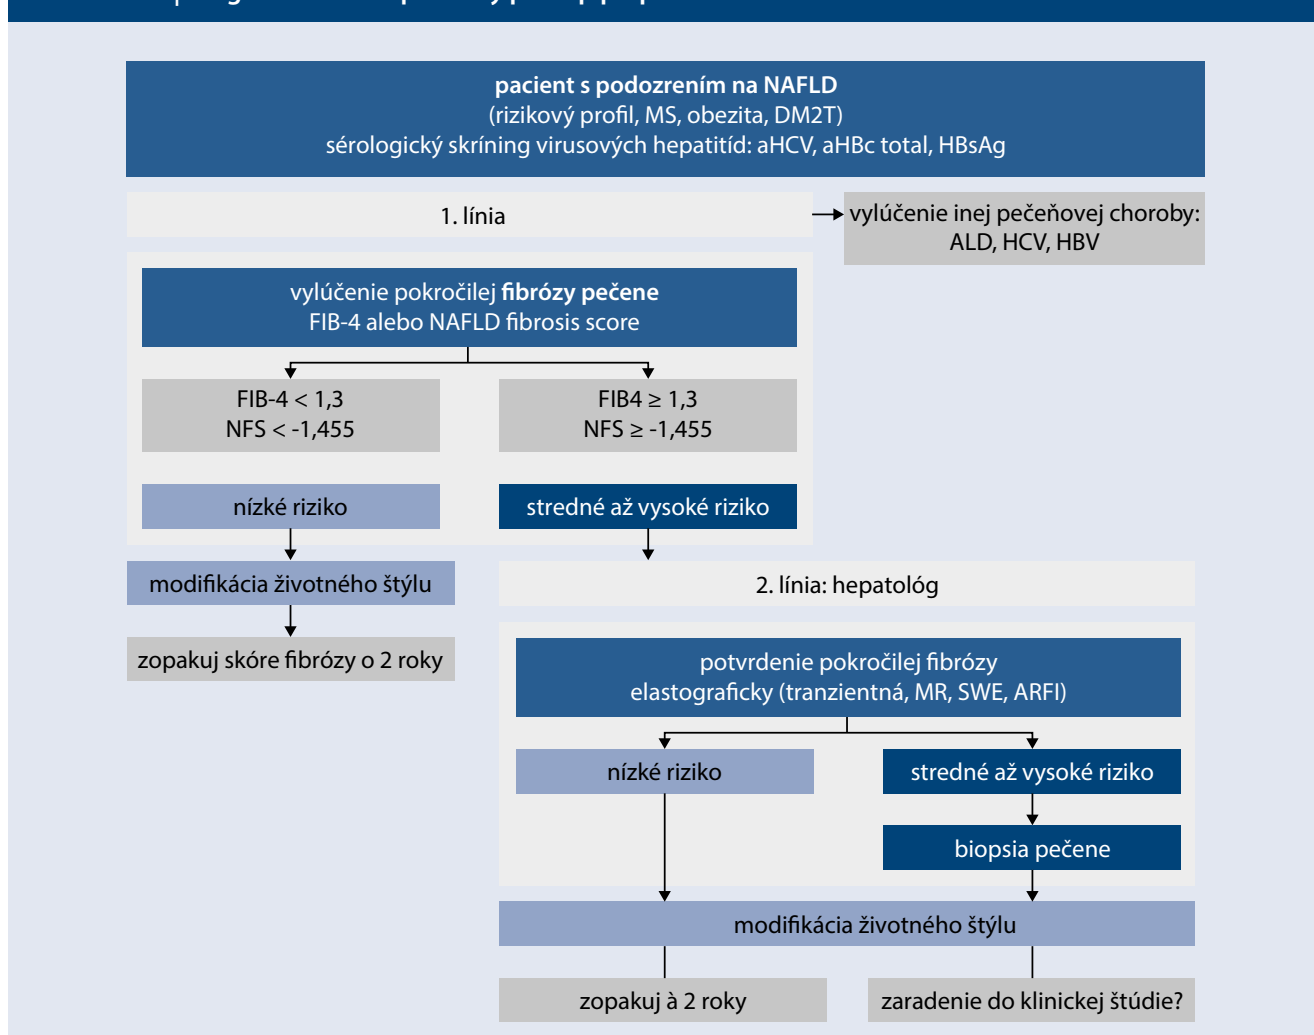 pacient s podozrením na NAFLD
(rizikový profil, MS, obezita, DM2T)
sérologický skríning vírusových hepatitíd: aHCV, aHBc total, HBsAg
1. línia
vylúčenie inej pečeňovej choroby:
ALD, HCV, HBV
vylúčenie pokročilej fibrózy pečene
FIB-4 alebo NAFLD fibrosis score
FIB-4 < 1,3
NFS < -1,455
FIB4 ≥ 1,3
NFS ≥ -1,455
nízké riziko
stredné až vysoké riziko
modifikácia životného štýlu
2. línia: hepatológ
zopakuj skóre fibrózy o 2 roky
potvrdenie pokročilej fibrózy
elastograficky (tranzientná, MR, SWE, ARFI)
nízké riziko
stredné až vysoké riziko
biopsia pečene
modifikácia životného štýlu
zopakuj à 2 roky
zaradenie do klinickej štúdie?